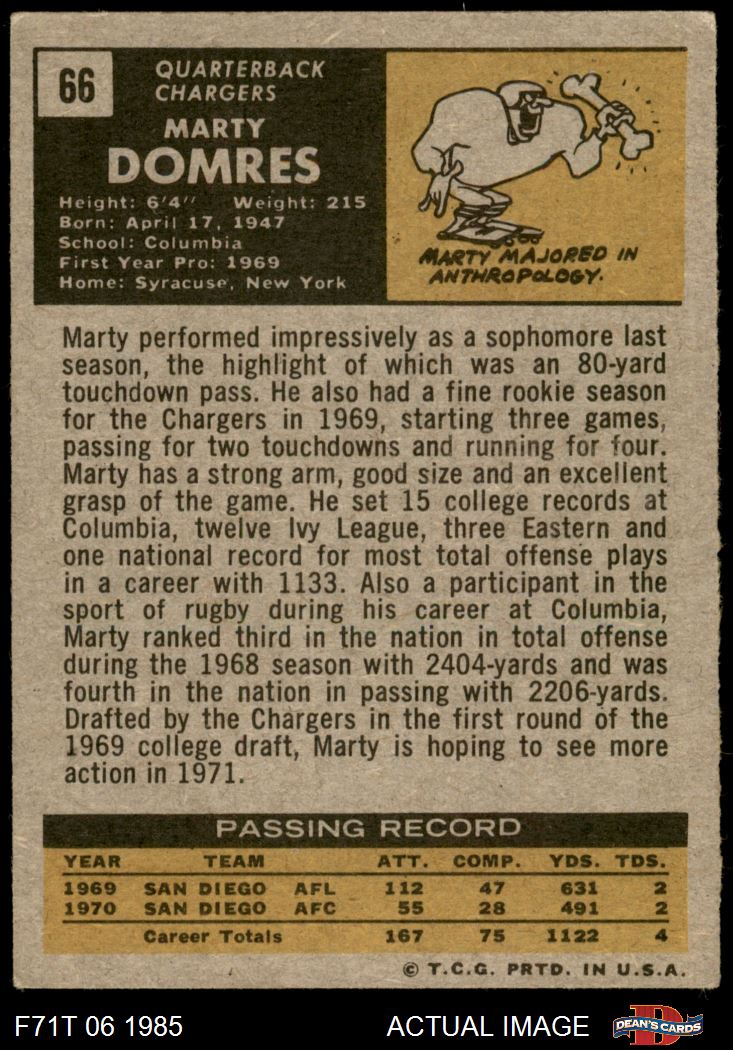 66
QUARTERBACK
CHARGERS
MARTY
DOMRES
Height: 6'4" Weight: 215
Born: April 17, 1947
School: Columbia
First Year Pro: 1969
Home: Syracuse, New York
MARTY MAJORED IN
ANTHROPOLOGY.
Marty performed impressively as a sophomore last
season, the highlight of which was an 80-yard
touchdown pass. He also had a fine rookie season
for the Chargers in 1969, starting three games,
passing for two touchdowns and running for four.
Marty has a strong arm, good size and an excellent
grasp of the game. He set 15 college records at
Columbia, twelve Ivy League, three Eastern and
one national record for most total offense plays
in a career with 1133. Also a participant in the
sport of rugby during his career at Columbia,
Marty ranked third in the nation in total offense
during the 1968 season with 2404-yards and was
fourth in the nation in passing with 2206-yards.
Drafted by the Chargers in the first round of the
1969 college draft, Marty is hoping to see more
action in 1971.
PASSING RECORD
YEAR TEAM ATT. COMP. YDS. TDS.
1969 SAN DIEGO AFL 112 47 631 2
1970 SAN DIEGO AFC 55 28 491 2
Career Totals 167 75 1122 4
© T.C.G. PRTD. IN U.S.A.
F71T 06 1985 ACTUAL IMAGE
D
DEAN'S CARDS